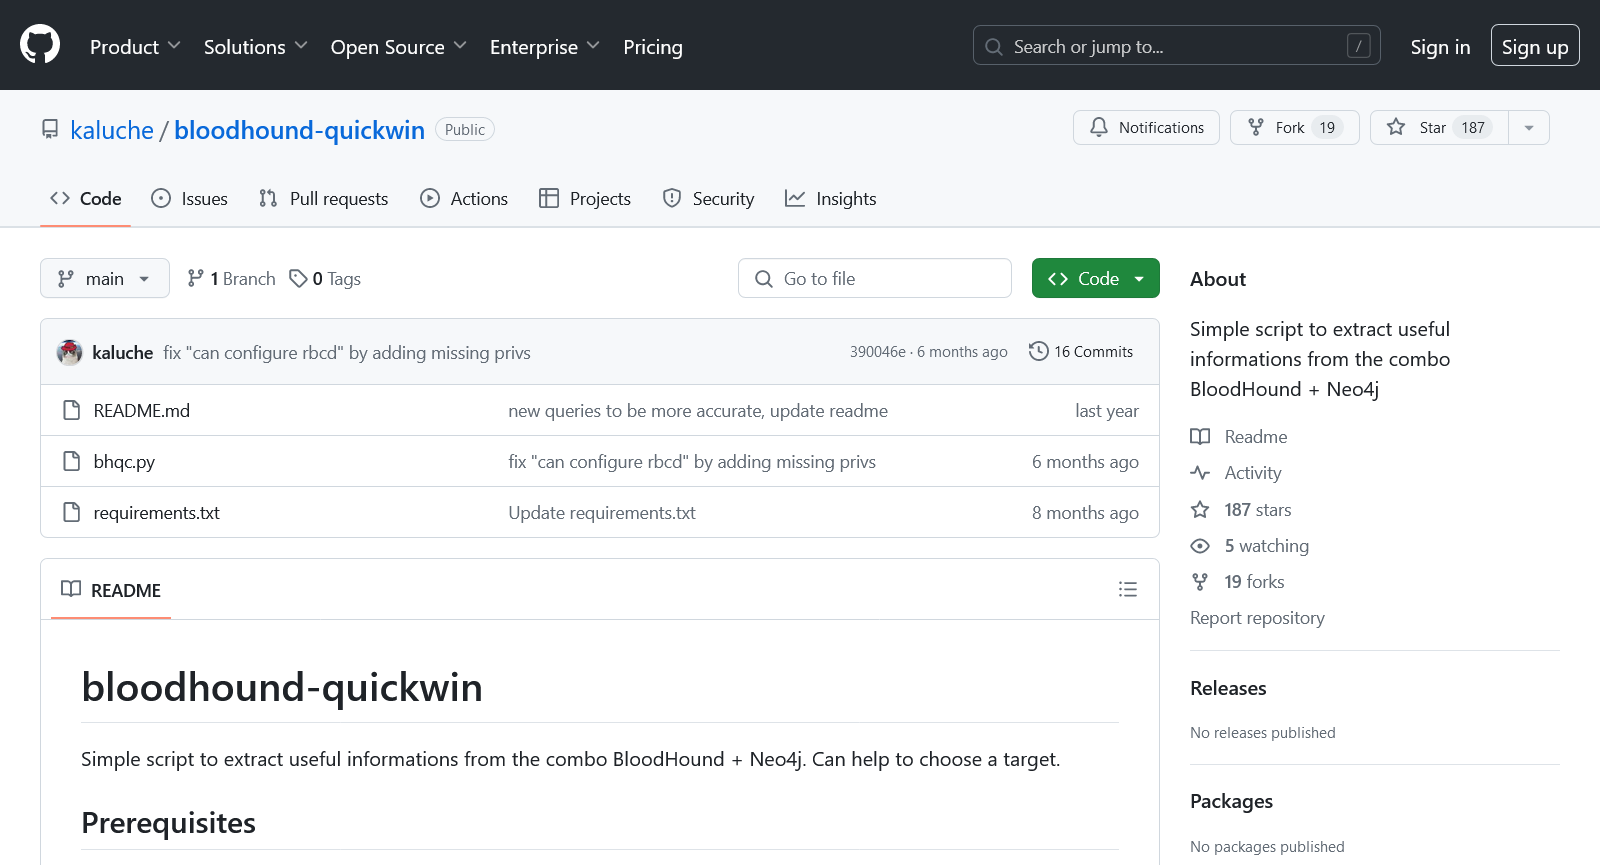 Product Solutions Open Source Enterprise Pricing Search or jump to... / Sign in Sign up
kaluche / bloodhound-quickwin Public Notifications Fork 19 Star 187
Code Issues Pull requests Actions Projects Security Insights
main 1 Branch 0 Tags Go to file Code
kaluche fix "can configure rbcd" by adding missing privs 390046e · 6 months ago 16 Commits
README.md new queries to be more accurate, update readme last year
bhqc.py fix "can configure rbcd" by adding missing privs 6 months ago
requirements.txt Update requirements.txt 8 months ago
README
bloodhound-quickwin
Simple script to extract useful informations from the combo BloodHound + Neo4j. Can help to choose a target.
Prerequisites
About
Simple script to extract useful
informations from the combo
BloodHound + Neo4j
Readme
Activity
187 stars
5 watching
19 forks
Report repository
Releases
No releases published
Packages
No packages published